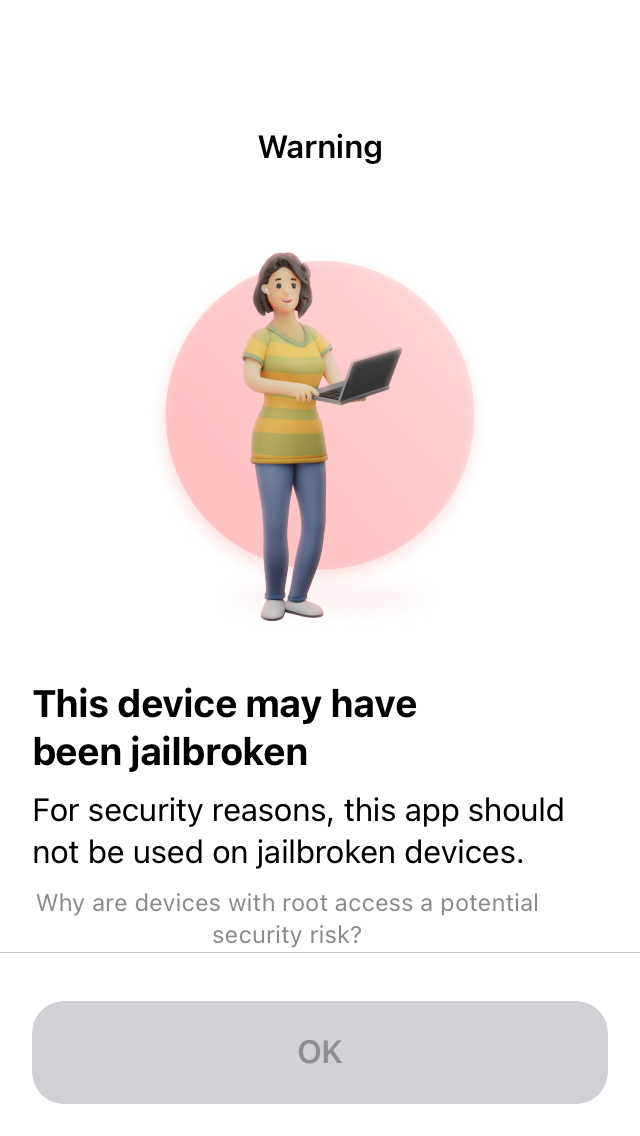 Warning
This device may have
been jailbroken
For security reasons, this app should
not be used on jailbroken devices.
Why are devices with root access a potential
security risk?
OK